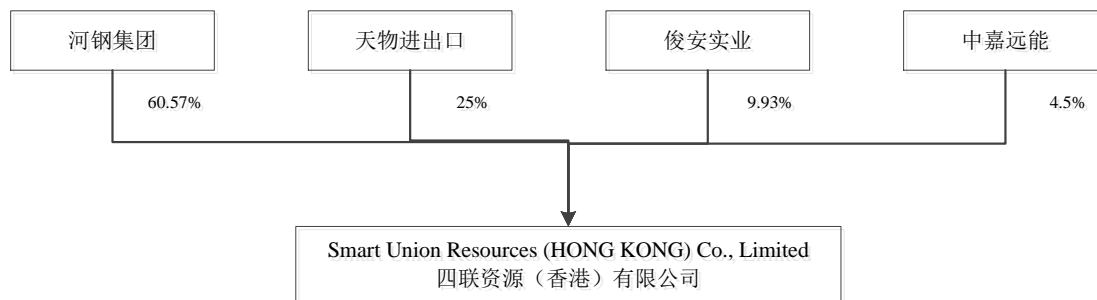 河钢集团
天物进出口
俊安实业
中嘉远能
60.57%
25%
9.93%
4.5%
Smart Union Resources (HONG KONG) Co., Limited
四联资源（香港）有限公司